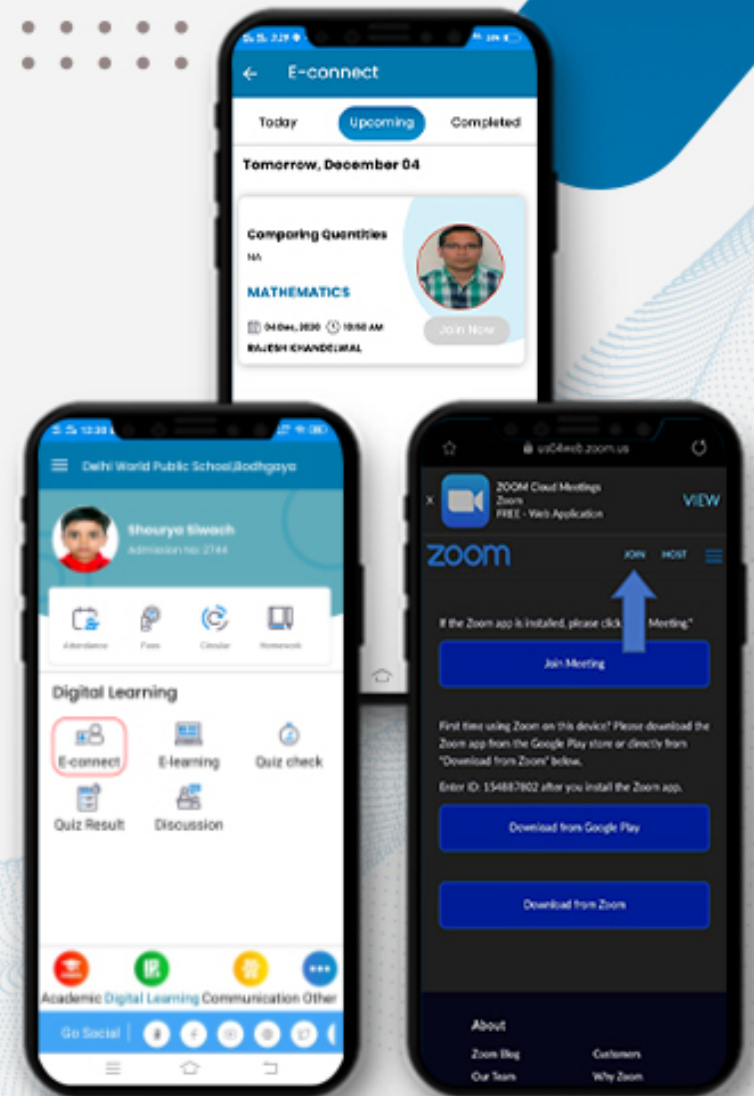 E-connect
Today Upcoming Completed
Tomorrow, December 04
Comparing Quantities
NA
MATHEMATICS
04 Dec, 2020 10:50 AM
Join Now
RAJESH KHANDELWAL
Delhi World Public School,Bodhgaya
Shourya Siwach
Admission No: 2744
Attendance Fees Circular Homework
Digital Learning
E-connect E-learning Quiz check
Quiz Result Discussion
Academic Digital Learning Communication Other
Go Social
us04web.zoom.us
ZOOM Cloud Meetings
Zoom
FREE - Web Application
VIEW
zoom JOIN HOST
If the Zoom app is installed, please click Meeting."
Join Meeting
First time using Zoom on this device? Please download the
Zoom app from the Google Play store or directly from
"Download from Zoom" below.
Enter ID: 154887802 after you install the Zoom app.
Download from Google Play
Download from Zoom
About
Zoom Blog Customers
Our Team Why Zoom